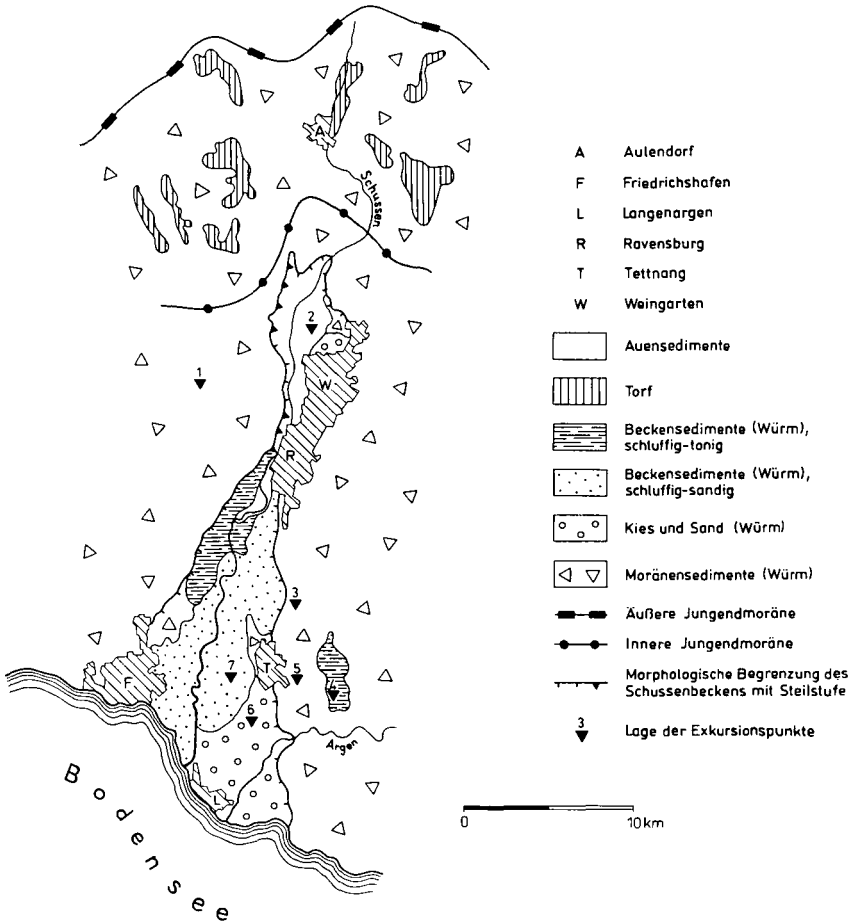 A
Schussen
2
1
W
R
3
7
T
5
4
F
6
Argen
L
Bodensee
A Aulendorf
F Friedrichshafen
L Langenargen
R Ravensburg
T Tettnang
W Weingarten
Auensedimente
Torf
Beckensedimente (Würm),
schluffig-tonig
Beckensedimente (Würm),
schluffig-sandig
Kies und Sand (Würm)
Moränensedimente (Würm)
Äußere Jungendmoräne
Innere Jungendmoräne
Morphologische Begrenzung des
Schussenbeckens mit Steilstufe
3 Lage der Exkursionspunkte
0 10 km